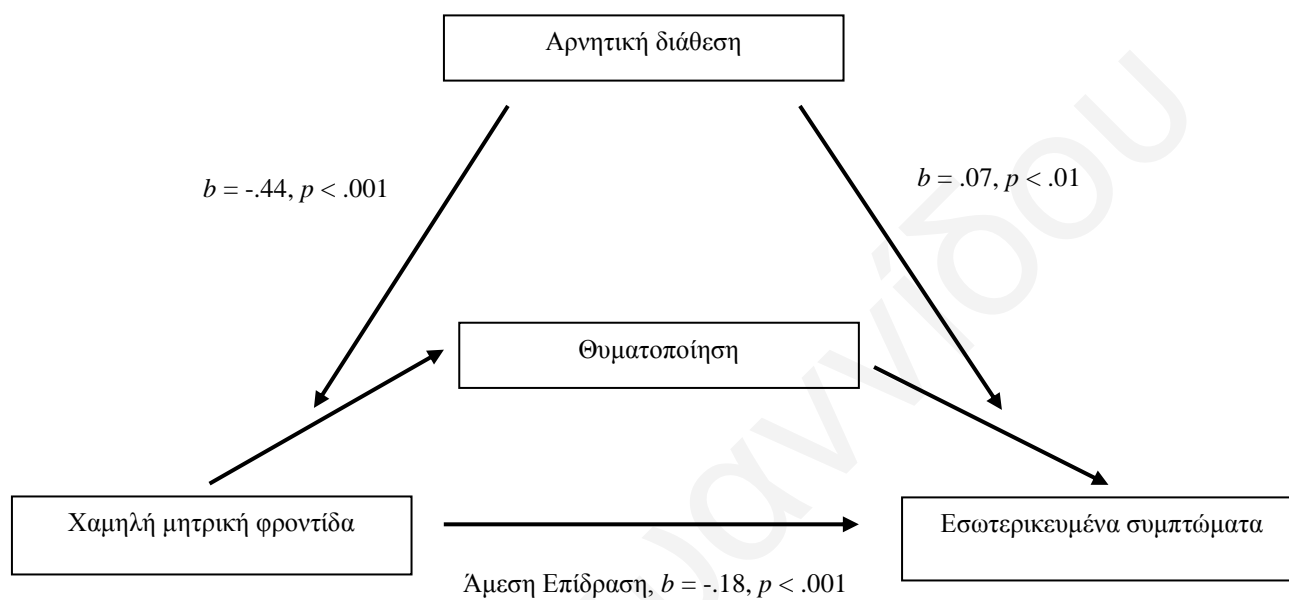 Αρνητική διάθεση
b = -.44, p < .001
b = .07, p < .01
Θυματοποίηση
Χαμηλή μητρική φροντίδα
Εσωτερικευμένα συμπτώματα
Άμεση Επίδραση, b = -.18, p < .001